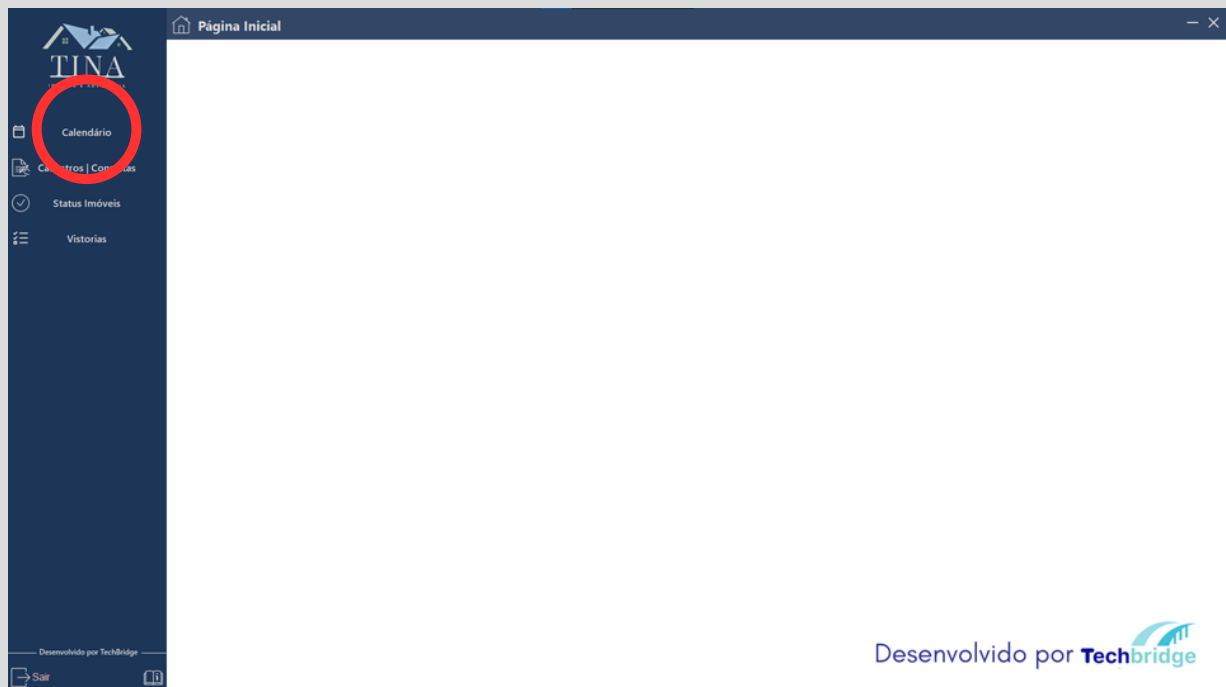 TINA
Página Inicial
Calendário
Status Imóveis
Vistorias
Desenvolvido por TechBridge
Sair
Desenvolvido por Techbridge